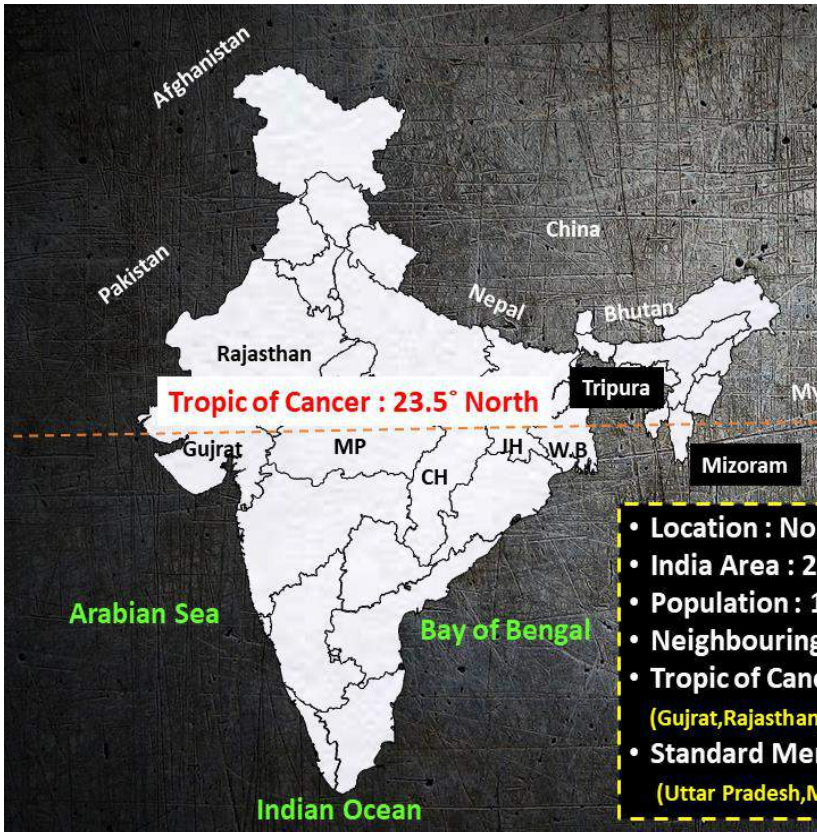 Afghanistan
China
Pakistan
Nepal
Bhutan
Rajasthan
Tropic of Cancer : 23.5° North
Tripura
My
Gujrat
MP
CH
JH
W.B
Mizoram
• Location : No
• India Area : 2
• Population : 1
• Neighbouring
• Tropic of Canc
(Gujrat,Rajasthan
• Standard Mer
(Uttar Pradesh,M
Arabian Sea
Bay of Bengal
Indian Ocean